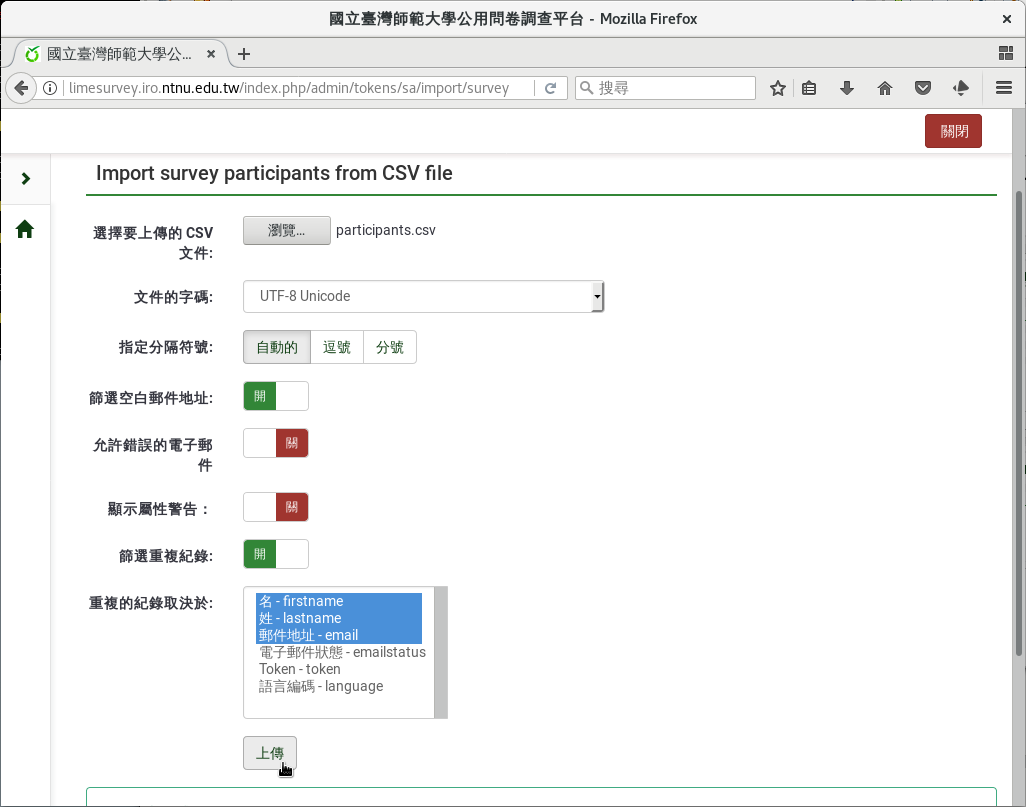 國立臺灣師範大學公用問卷調查平台 - Mozilla Firefox
國立臺灣師範大學公...
limesurvey.iro.ntnu.edu.tw/index.php/admin/tokens/sa/import/survey
搜尋
關閉
Import survey participants from CSV file
選擇要上傳的 CSV
文件:
瀏覽... participants.csv
文件的字碼: UTF-8 Unicode
指定分隔符號: 自動的 逗號 分號
篩選空白郵件地址: 開
允許錯誤的電子郵
件
關
顯示屬性警告： 關
篩選重複紀錄: 開
重複的紀錄取決於:
名 - firstname
姓 - lastname
郵件地址 - email
電子郵件狀態 - emailstatus
Token - token
語言編碼 - language
上傳